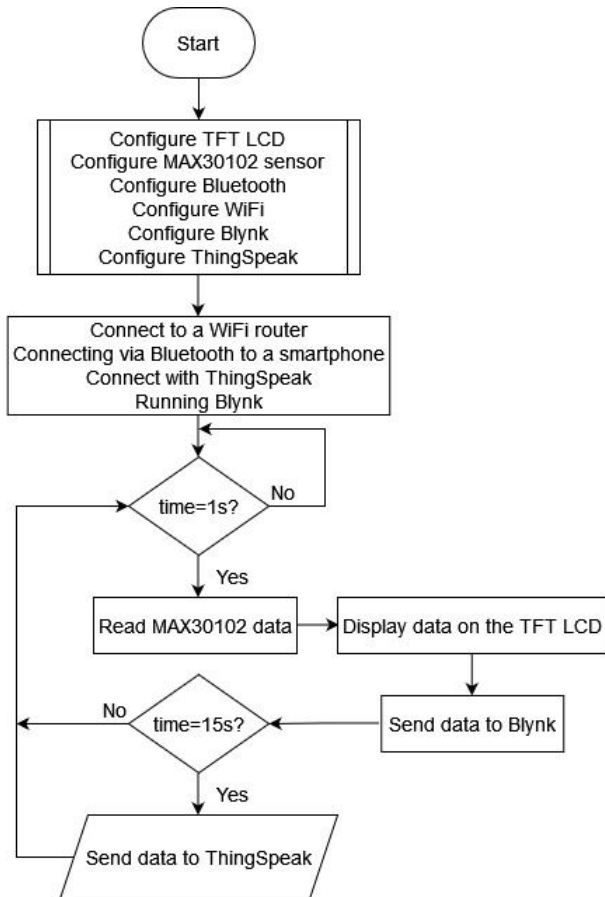 Start
Configure TFT LCD
Configure MAX30102 sensor
Configure Bluetooth
Configure WiFi
Configure Blynk
Configure ThingSpeak
Connect to a WiFi router
Connecting via Bluetooth to a smartphone
Connect with ThingSpeak
Running Blynk
time=1s?
No
Yes
Read MAX30102 data
Display data on the TFT LCD
Send data to Blynk
time=15s?
No
Yes
Send data to ThingSpeak